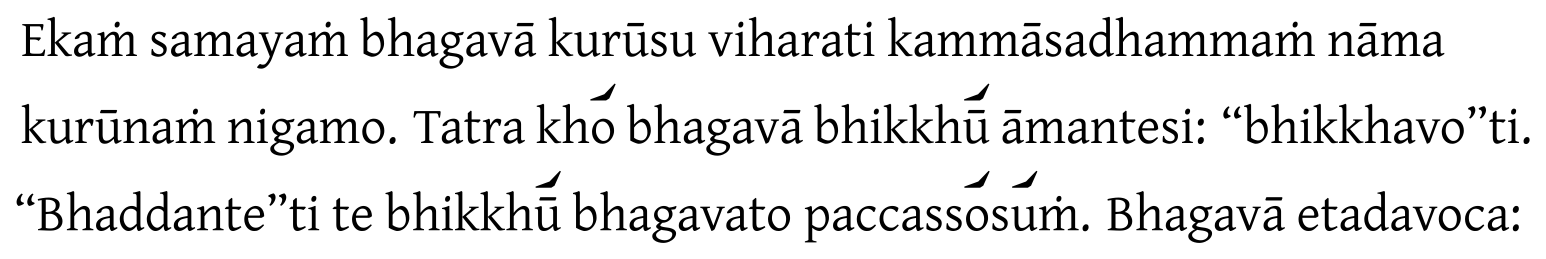 Ekaṁ samayaṁ bhagavā kurūsu viharati kammāsadhammaṁ nāma
kurūnaṁ nigamo. Tatra khó bhagavā bhikkhū́ āmantesi: “bhikkhavo”ti.
“Bhaddante”ti te bhikkhū́ bhagavato paccassósúṁ. Bhagavā etadavoca: